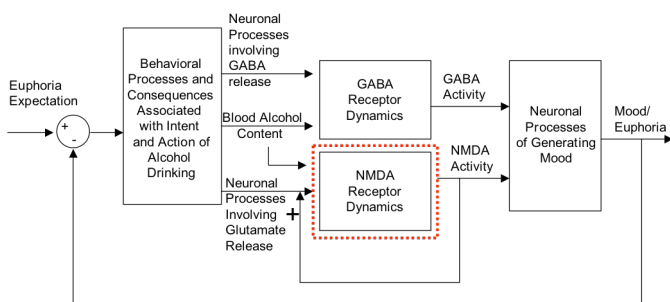 Neuronal
Processes
involving
GABA
release
Euphoria
Expectation
+
-
Behavioral
Processes and
Consequences
Associated
with Intent
and Action of
Alcohol
Drinking
Blood Alcohol
Content
Neuronal
Processes
Involving
Glutamate
Release
+
GABA
Receptor
Dynamics
NMDA
Receptor
Dynamics
GABA
Activity
NMDA
Activity
Neuronal
Processes
of Generating
Mood
Mood/
Euphoria